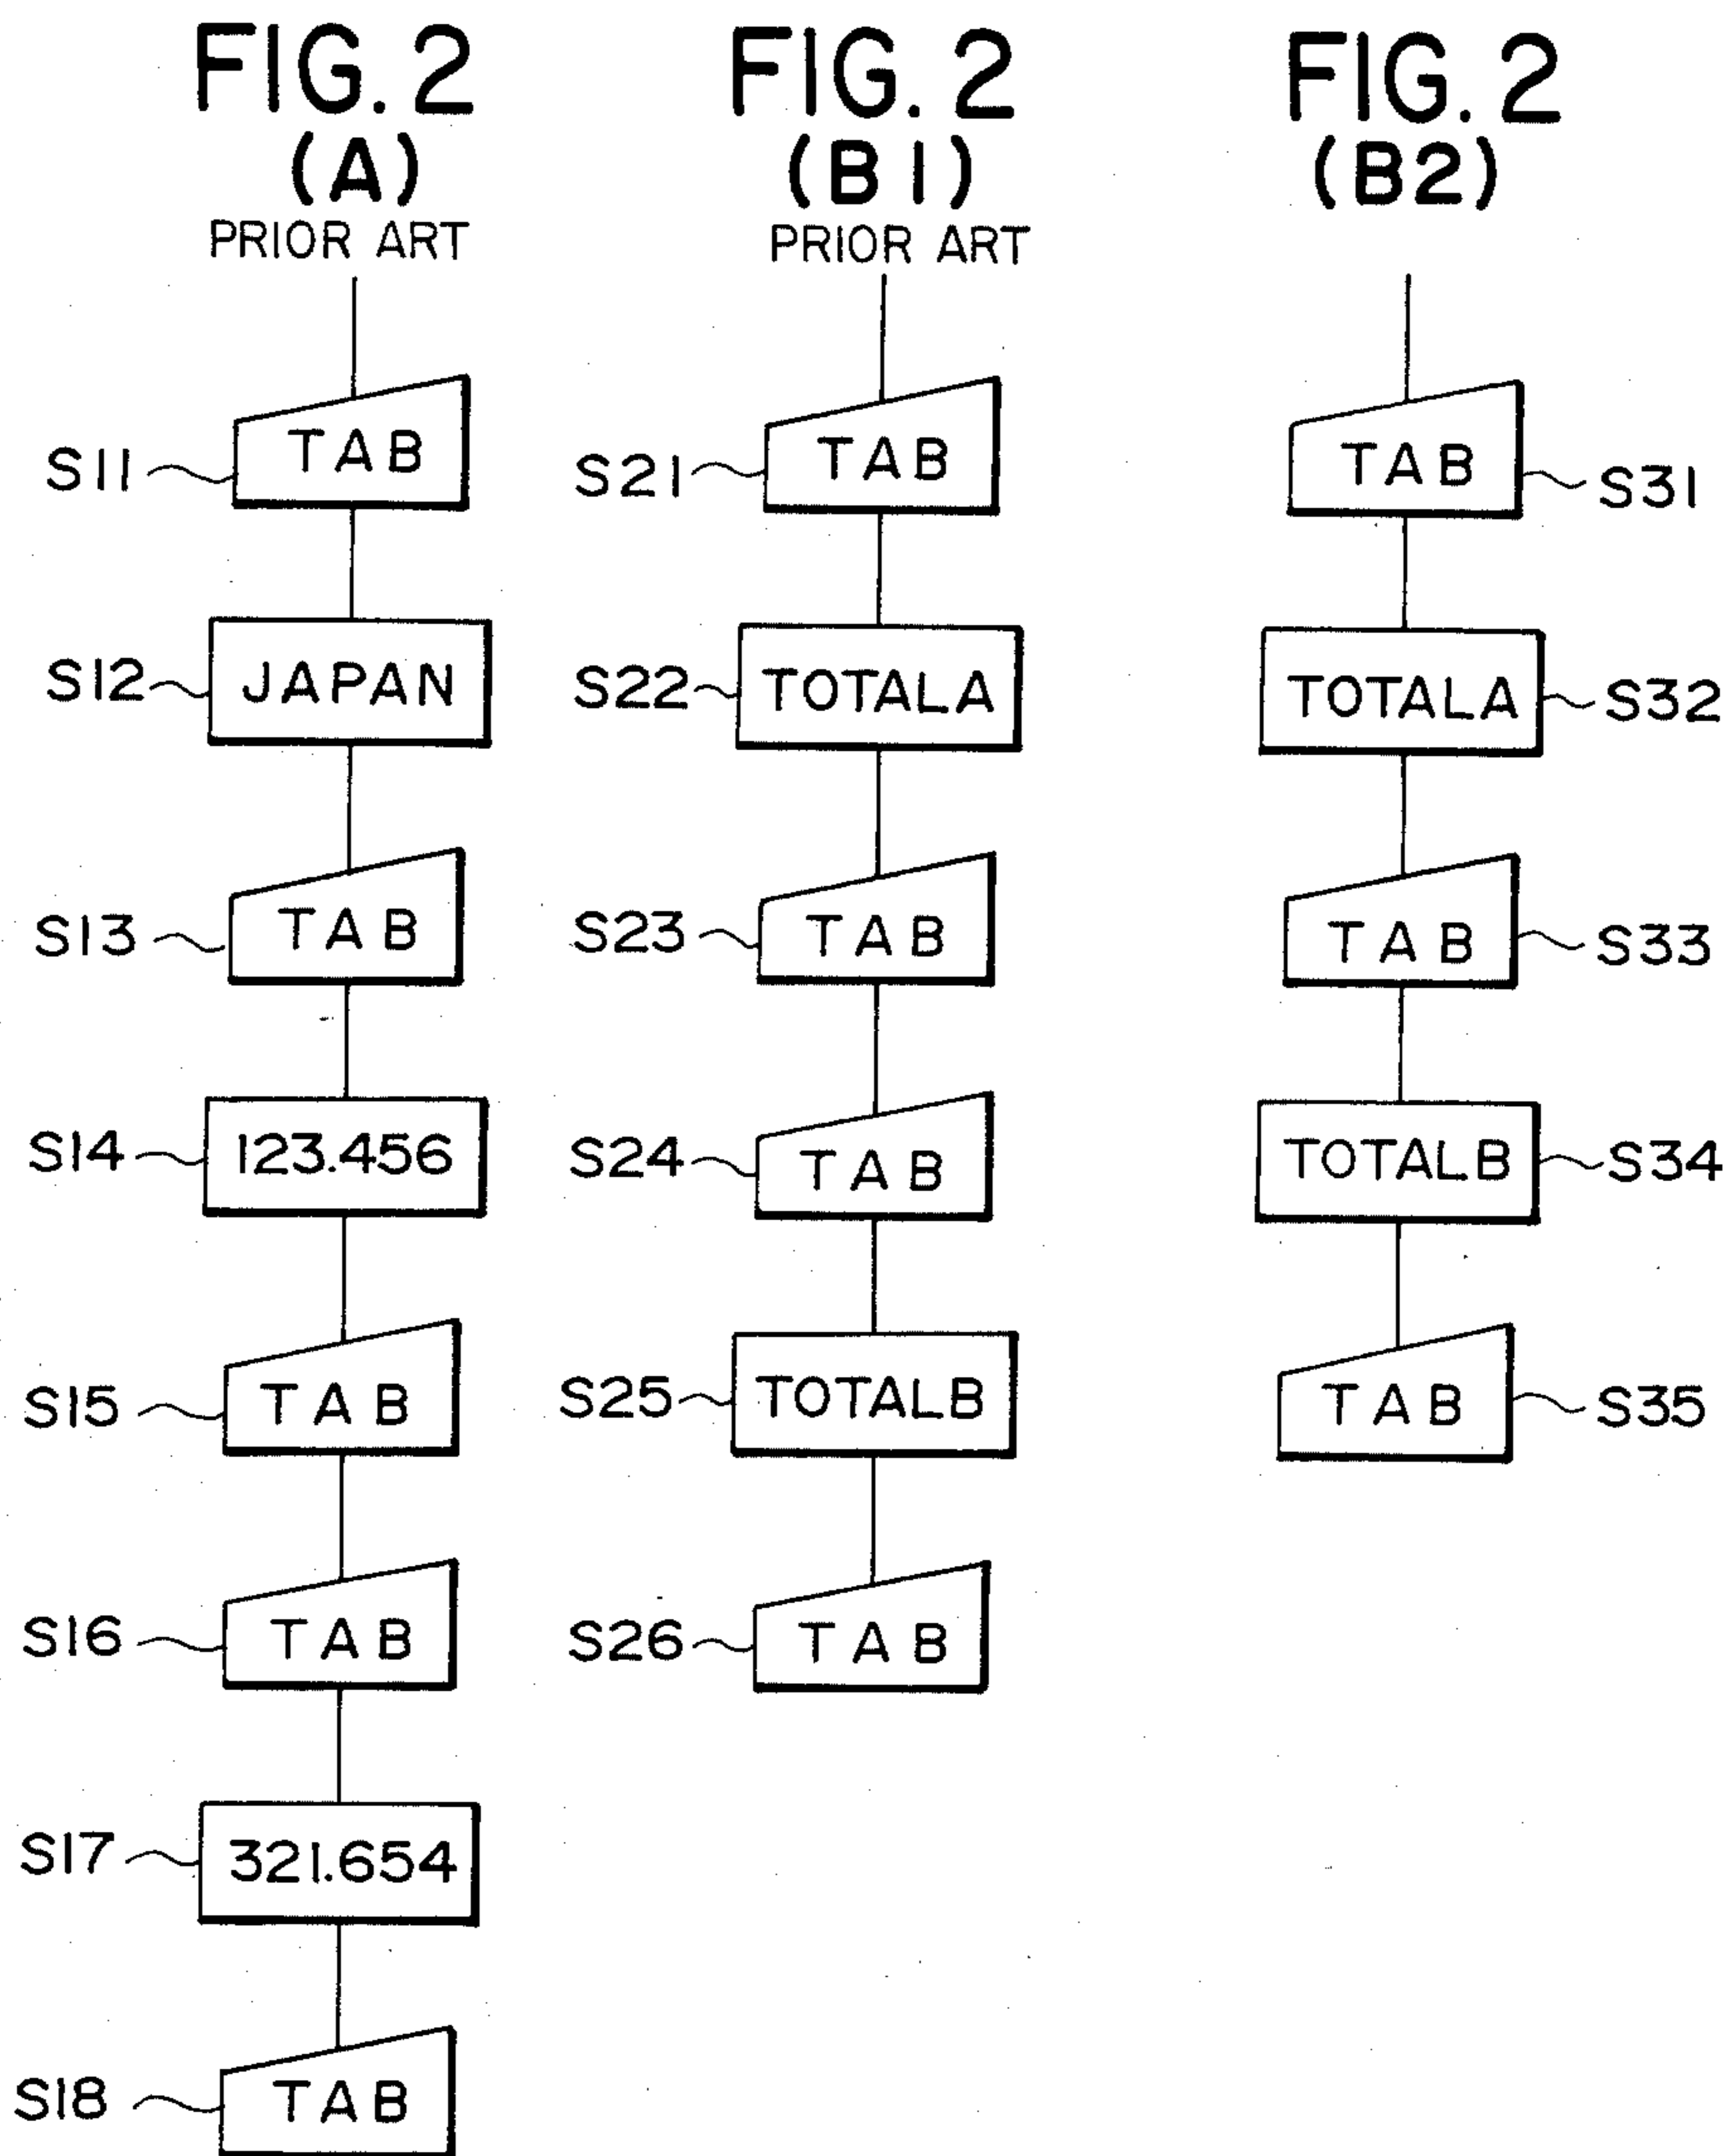 FIG. 2
(A)
PRIOR ART
S11 TAB
S12 JAPAN
S13 TAB
S14 123.456
S15 TAB
S16 TAB
S17 321.654
S18 TAB
FIG. 2
(B1)
PRIOR ART
S21 TAB
S22 TOTALA
S23 TAB
S24 TAB
S25 TOTALB
S26 TAB
FIG. 2
(B2)
TAB S31
TOTALA S32
TAB S33
TOTALB S34
TAB S35